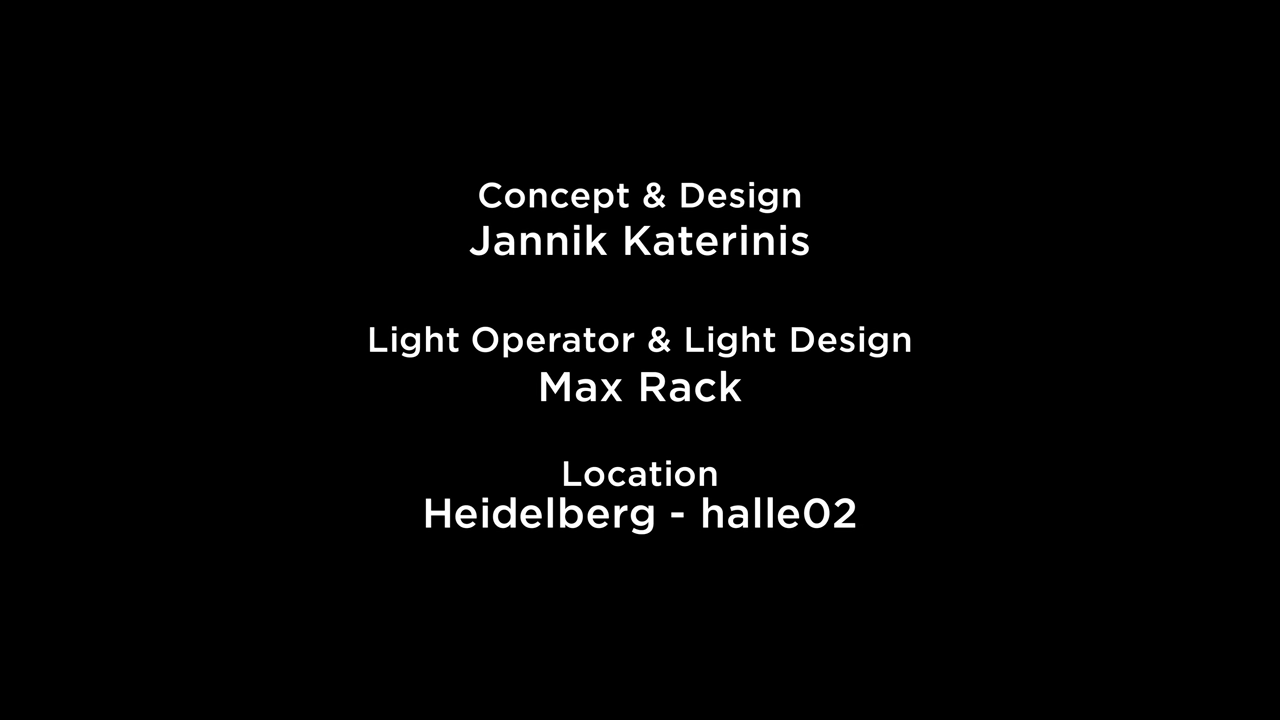 Concept & Design
Jannik Katerinis
Light Operator & Light Design
Max Rack
Location
Heidelberg - halle02